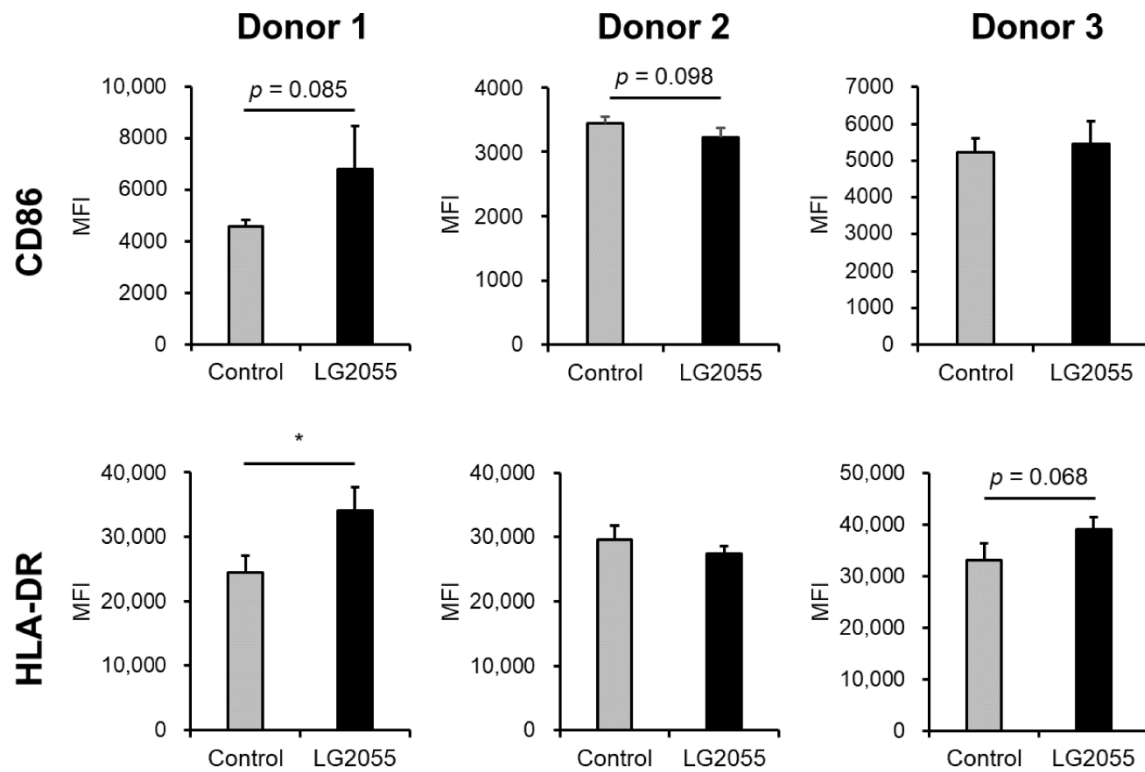 Donor 1 Donor 2 Donor 3
CD86
MFI
10,000
8000
6000
4000
2000
0
p = 0.085
Control LG2055
MFI
4000
3000
2000
1000
0
p = 0.098
Control LG2055
MFI
7000
6000
5000
4000
3000
2000
1000
0
Control LG2055
HLA-DR
MFI
40,000
30,000
20,000
10,000
0
*
Control LG2055
MFI
40,000
30,000
20,000
10,000
0
Control LG2055
MFI
50,000
40,000
30,000
20,000
10,000
0
p = 0.068
Control LG2055